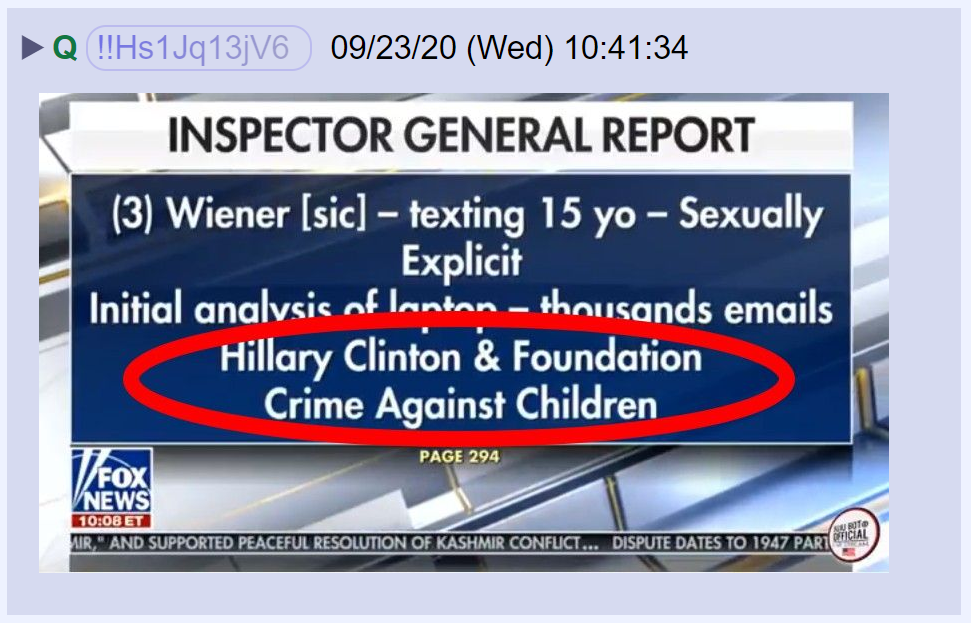 Q !!Hs1Jq13jV6 09/23/20 (Wed) 10:41:34
INSPECTOR GENERAL REPORT
(3) Wiener [sic] – texting 15 yo – Sexually
Explicit
Initial analysis of laptop – thousands emails
Hillary Clinton & Foundation
Crime Against Children
PAGE 294
FOX
NEWS
10:08 ET
MIR," AND SUPPORTED PEACEFUL RESOLUTION OF KASHMIR CONFLICT... DISPUTE DATES TO 1947 PART
OFFICIAL